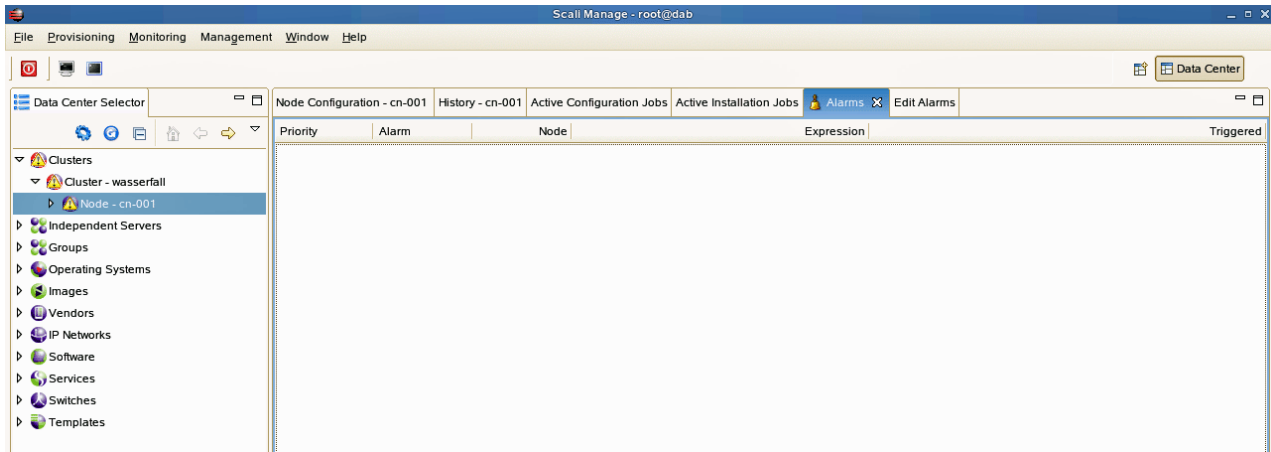 Scali Manage - root@dab
File Provisioning Monitoring Management Window Help
Data Center
Data Center Selector
Node Configuration - cn-001 History - cn-001 Active Configuration Jobs Active Installation Jobs Alarms Edit Alarms
Priority Alarm Node Expression Triggered
Clusters
Cluster - wasserfall
Node - cn-001
Independent Servers
Groups
Operating Systems
Images
Vendors
IP Networks
Software
Services
Switches
Templates